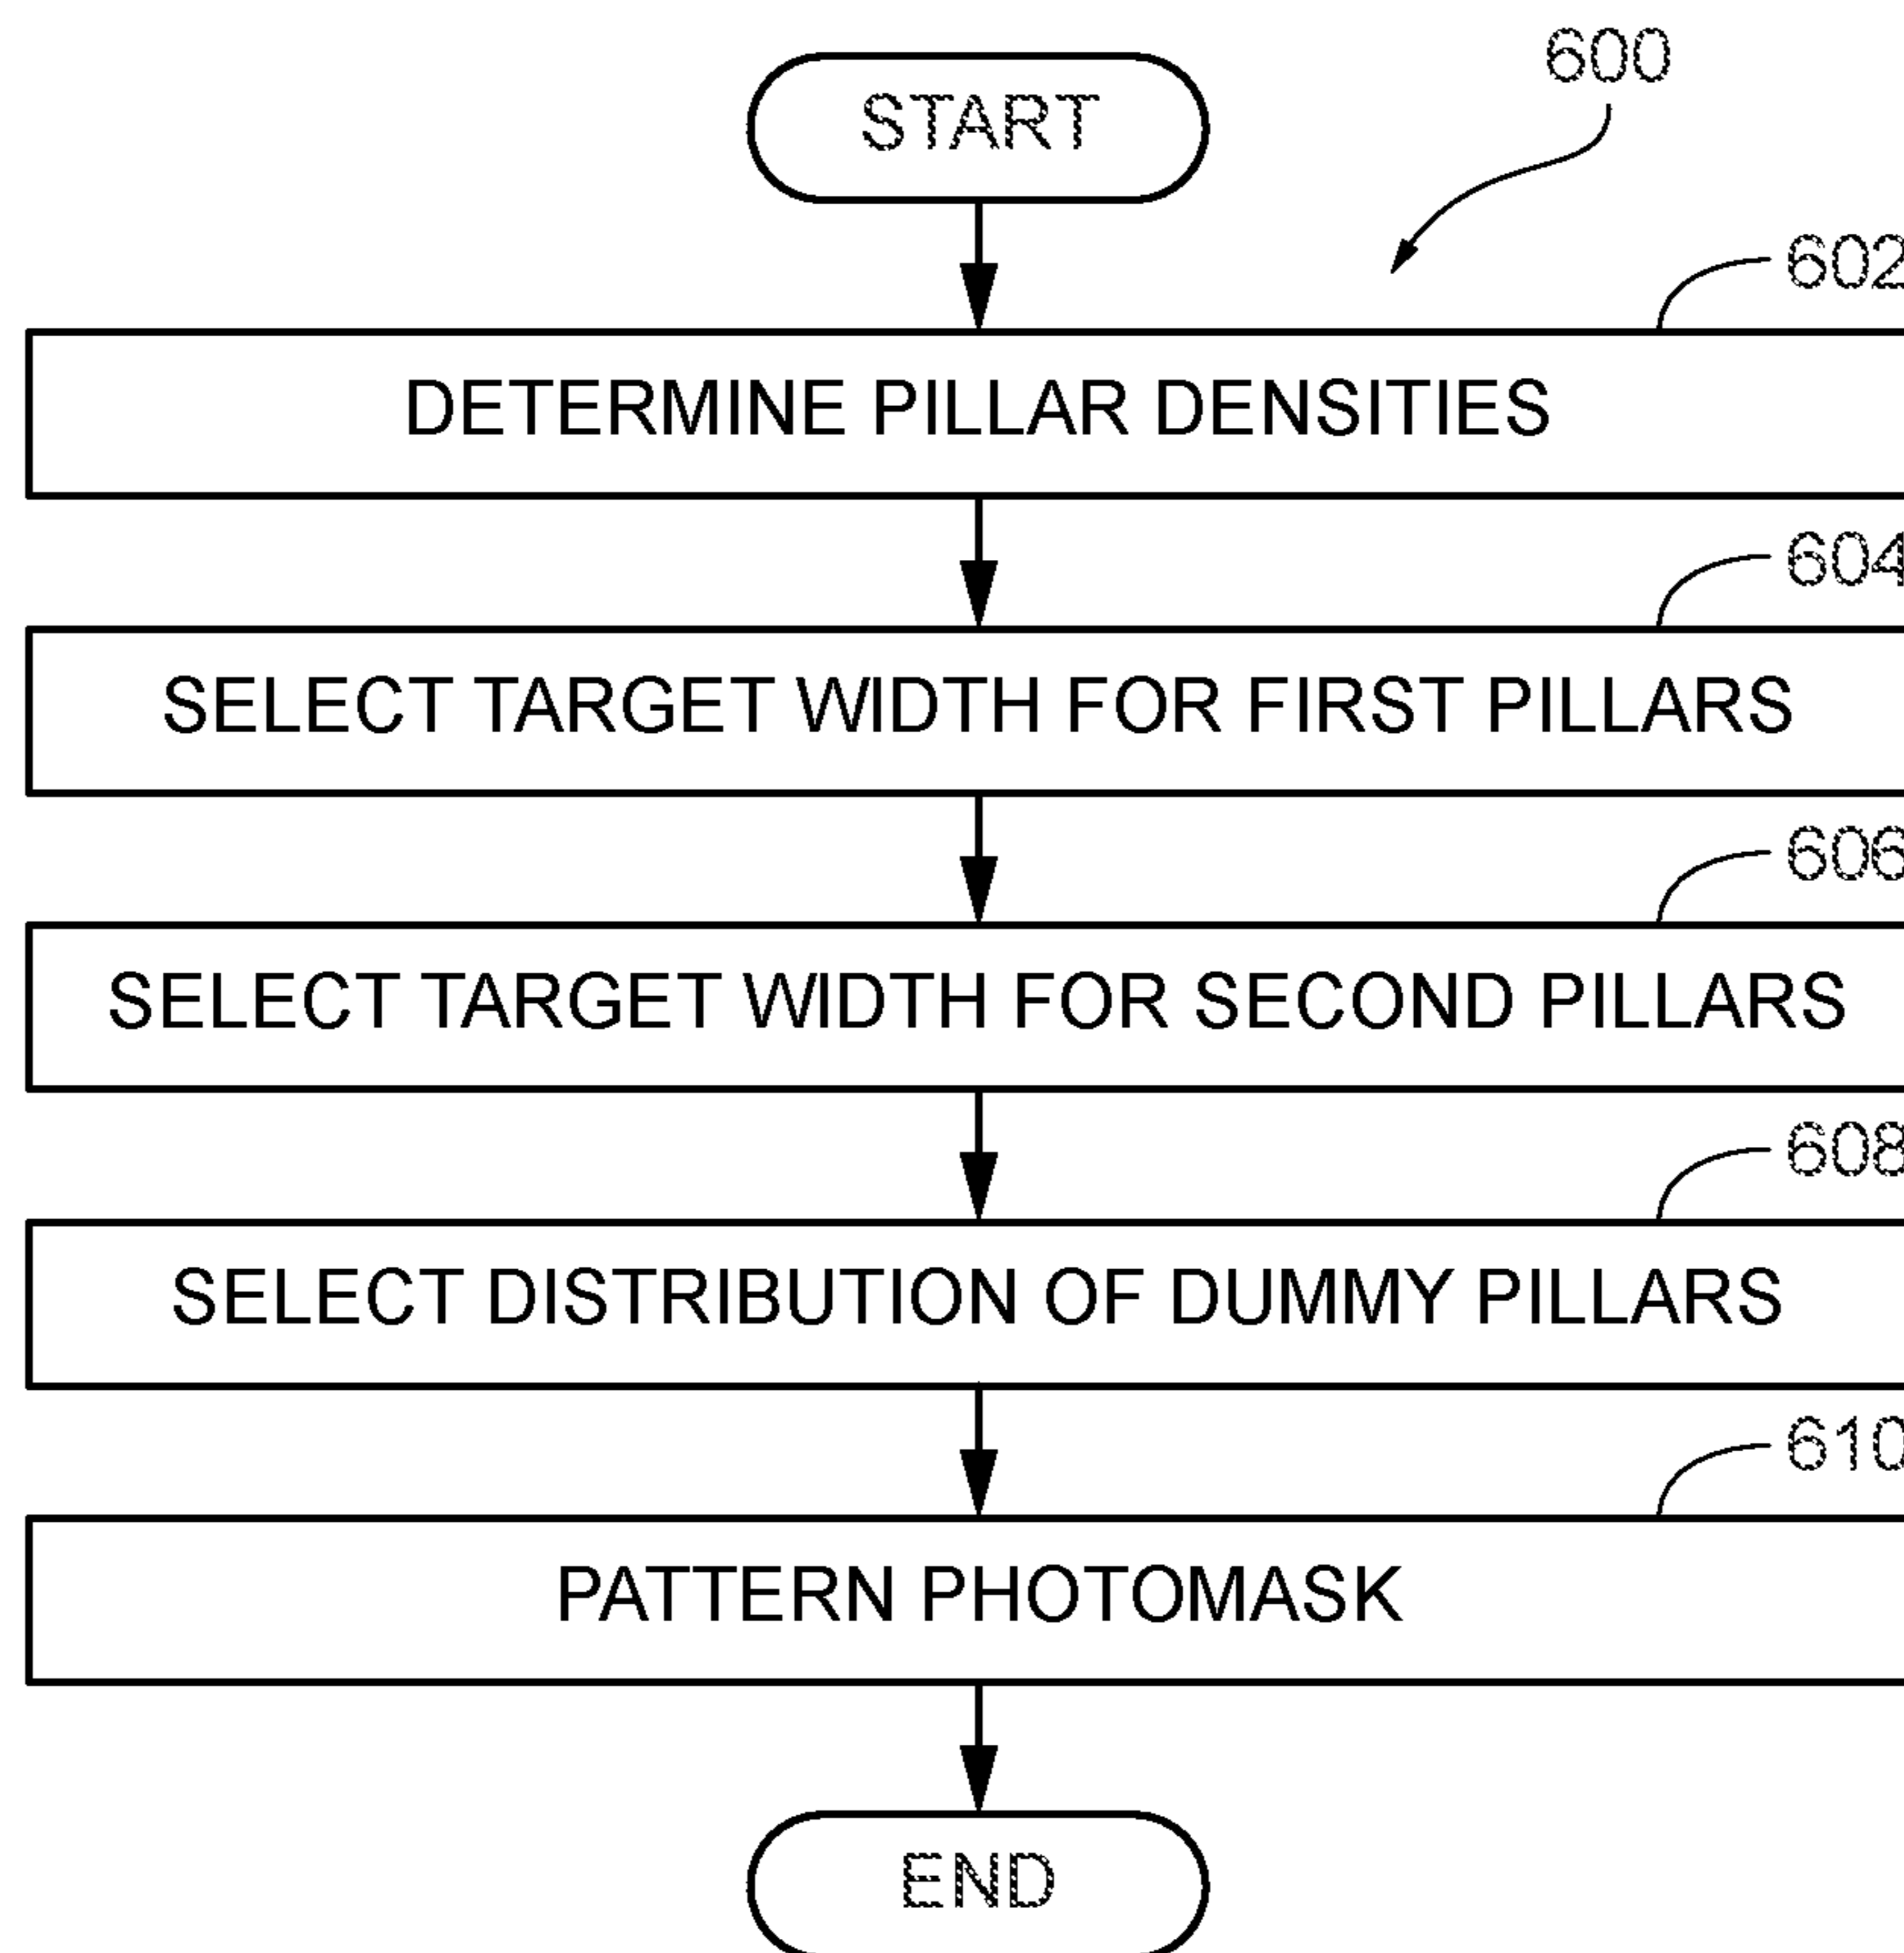 START
600
602
DETERMINE PILLAR DENSITIES
604
SELECT TARGET WIDTH FOR FIRST PILLARS
606
SELECT TARGET WIDTH FOR SECOND PILLARS
608
SELECT DISTRIBUTION OF DUMMY PILLARS
610
PATTERN PHOTOMASK
END